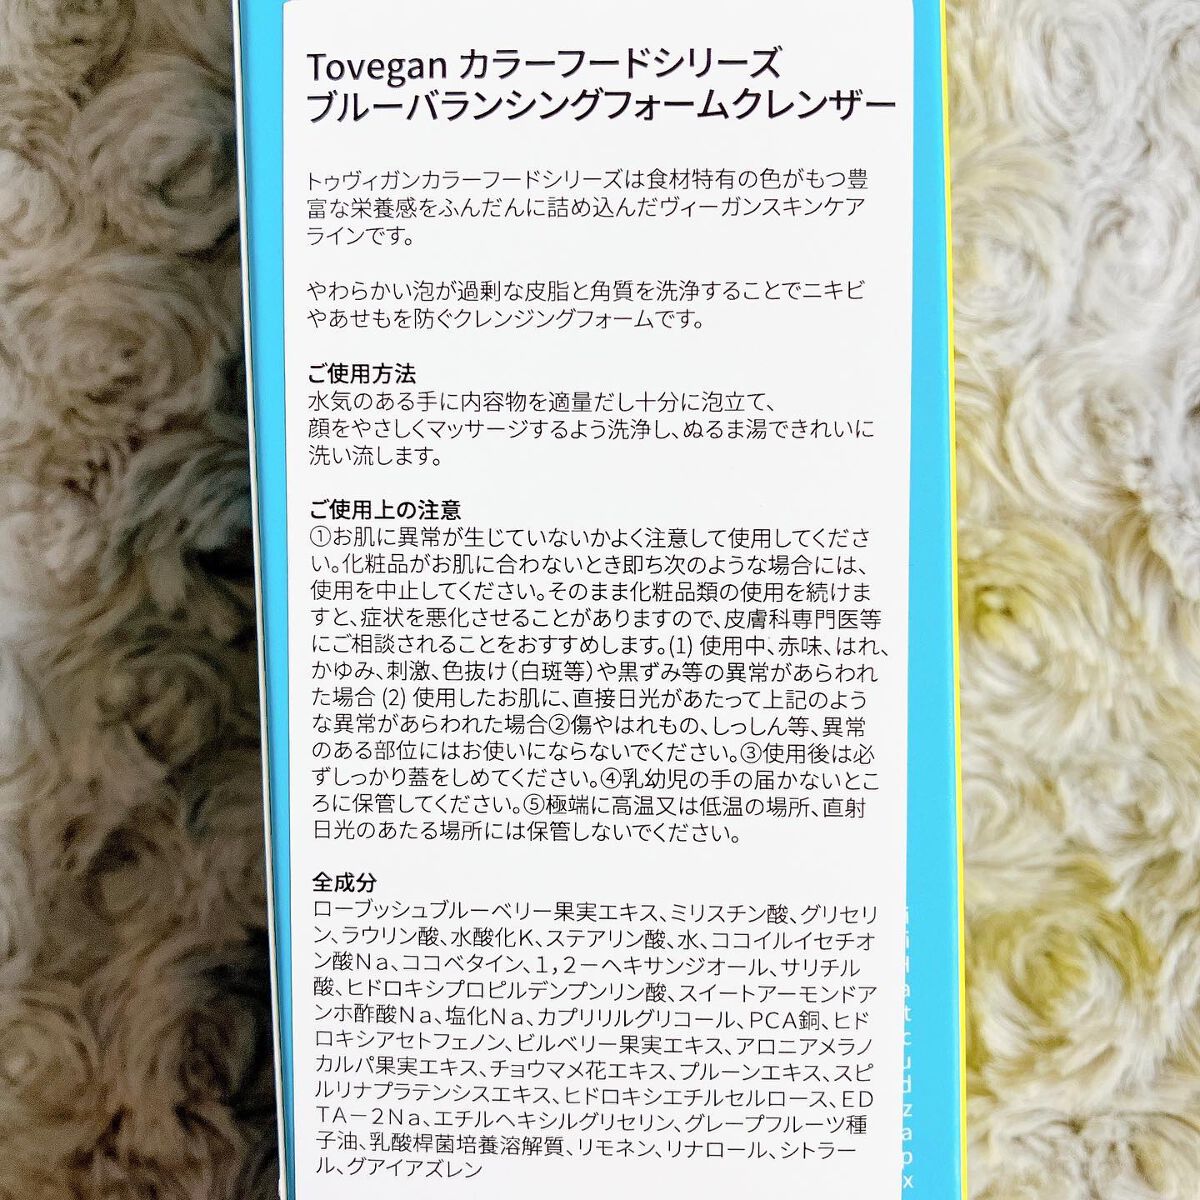 Tovegan カラーフードシリーズ
ブルーバランシングフォームクレンザー
トゥヴィガンカラーフードシリーズは食材特有の色がもつ豊
富な栄養感をふんだんに詰め込んだヴィーガンスキンケア
ラインです。
やわらかい泡が過剰な皮脂と角質を洗浄することでニキビ
やあせもを防ぐクレンジングフォームです。
ご使用方法
水気のある手に内容物を適量だし十分に泡立て、
顔をやさしくマッサージするよう洗浄し、ぬるま湯できれいに
洗い流します。
ご使用上の注意
①お肌に異常が生じていないかよく注意して使用してくださ
い。化粧品がお肌に合わないとき即ち次のような場合には、
使用を中止してください。そのまま化粧品類の使用を続けま
すと、症状を悪化させることがありますので、皮膚科専門医等
にご相談されることをおすすめします。(1) 使用中、赤味、はれ、
かゆみ、刺激、色抜け（白斑等）や黒ずみ等の異常があらわれ
た場合 (2) 使用したお肌に、直接日光があたって上記のよう
な異常があらわれた場合②傷やはれもの、しっしん等、異常
のある部位にはお使いにならないでください。③使用後は必
ずしっかり蓋をしめてください。④乳幼児の手の届かないとこ
ろに保管してください。⑤極端に高温又は低温の場所、直射
日光のあたる場所には保管しないでください。
全成分
ローブッシュブルーベリー果実エキス、ミリスチン酸、グリセリ
ン、ラウリン酸、水酸化K、ステアリン酸、水、ココイルイセチオ
ン酸Na、ココベタイン、1，2－ヘキサンジオール、サリチル
酸、ヒドロキシプロピルデンプンリン酸、スイートアーモンドア
ンホ酢酸Na、塩化Na、カプリリルグリコール、PCA銅、ヒド
ロキシアセトフェノン、ビルベリー果実エキス、アロニアメラノ
カルパ果実エキス、チョウマメ花エキス、プルーンエキス、スピ
ルリナプラテンシスエキス、ヒドロキシエチルセルロース、ED
TA－2Na、エチルヘキシルグリセリン、グレープフルーツ種
子油、乳酸桿菌培養溶解質、リモネン、リナロール、シトラー
ル、グアイアズレン